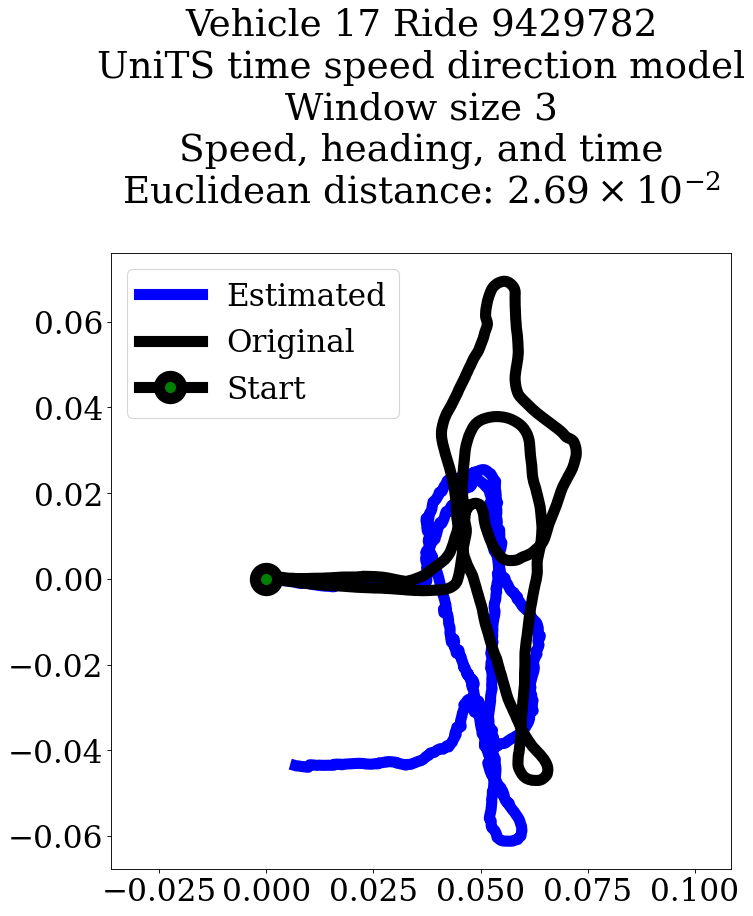 Vehicle 17 Ride 9429782
UniTS time speed direction model
Window size 3
Speed, heading, and time
Euclidean distance: 2.69 × 10⁻²
Estimated
Original
Start
0.06
0.04
0.02
0.00
−0.02
−0.04
−0.06
−0.025 0.000 0.025 0.050 0.075 0.100